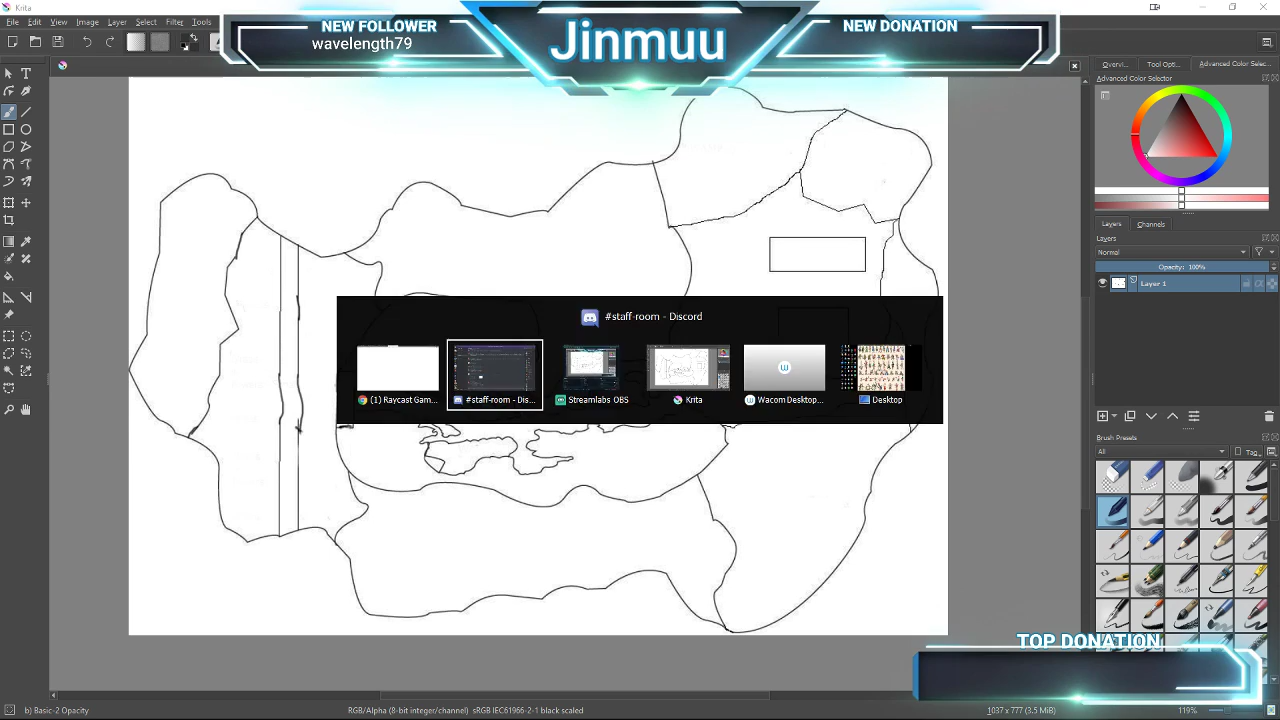 Krita
File Edit View Image Layer Select Filter Tools
NEW FOLLOWER
wavelength79
Jinmuu
NEW DONATION
Overvi... Tool Opti... Advanced Color Selec...
Advanced Color Selector
Layers Channels
Layers
Normal
Opacity: 100%
Layer 1
#staff-room - Discord
(1) Raycast Gam... #staff-room - Dis... Streamlabs OBS Krita Wacom Desktop... Desktop
Brush Presets
All
Tag
TOP DONATION
b) Basic-2 Opacity
RGB/Alpha (8-bit integer/channel) sRGB IEC61966-2-1 black scaled
1037 x 777 (3.5 MiB)
119%